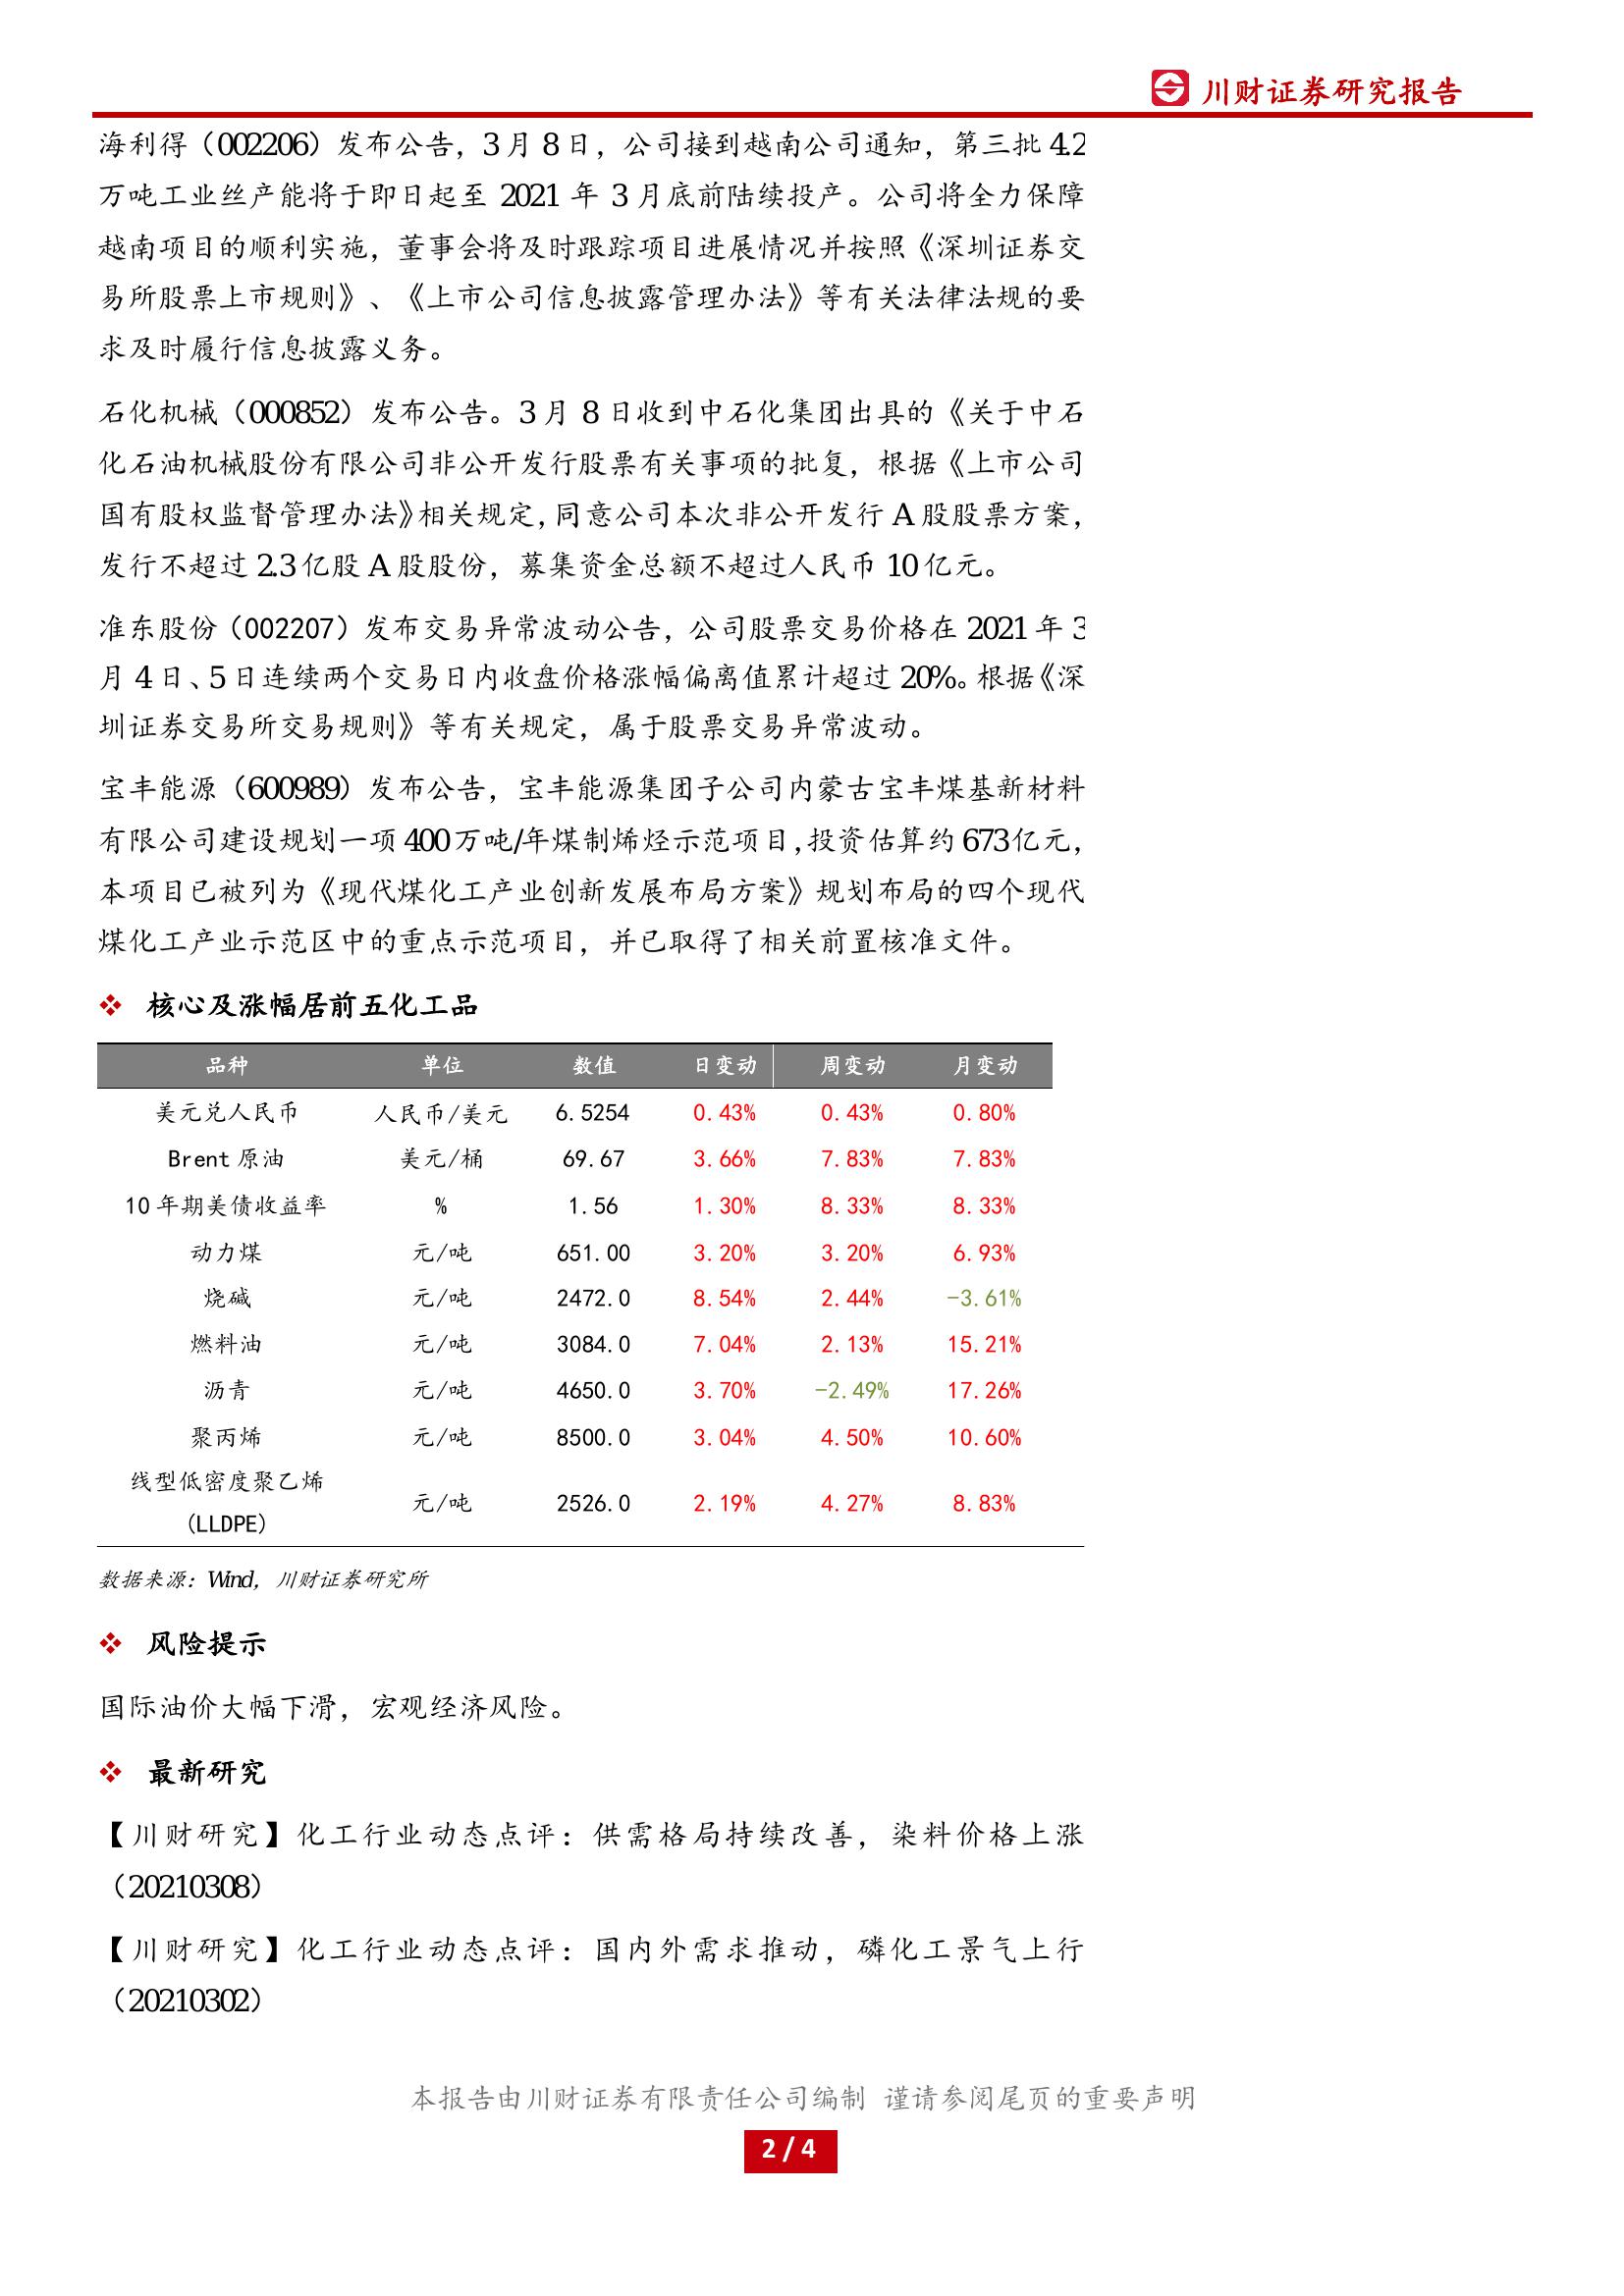 川财证券研究报告
海利得（002206）发布公告，3 月 8 日，公司接到越南公司通知，第三批 4.2
万吨工业丝产能将于即日起至 2021 年 3 月底前陆续投产。公司将全力保障
越南项目的顺利实施，董事会将及时跟踪项目进展情况并按照《深圳证券交
易所股票上市规则》、《上市公司信息披露管理办法》等有关法律法规的要
求及时履行信息披露义务。
石化机械（000852）发布公告。3 月 8 日收到中石化集团出具的《关于中石
化石油机械股份有限公司非公开发行股票有关事项的批复，根据《上市公司
国有股权监督管理办法》相关规定，同意公司本次非公开发行 A 股股票方案，
发行不超过 2.3 亿股 A 股股份，募集资金总额不超过人民币 10 亿元。
准东股份（002207）发布交易异常波动公告，公司股票交易价格在 2021 年 3
月 4 日、5 日连续两个交易日内收盘价格涨幅偏离值累计超过 20%。根据《深
圳证券交易所交易规则》等有关规定，属于股票交易异常波动。
宝丰能源（600989）发布公告，宝丰能源集团子公司内蒙古宝丰煤基新材料
有限公司建设规划一项 400 万吨/年煤制烯烃示范项目，投资估算约 673 亿元，
本项目已被列为《现代煤化工产业创新发展布局方案》规划布局的四个现代
煤化工产业示范区中的重点示范项目，并已取得了相关前置核准文件。
❖ 核心及涨幅居前五化工品
品种 单位 数值 日变动 周变动 月变动
美元兑人民币 人民币/美元 6.5254 0.43% 0.43% 0.80%
Brent 原油 美元/桶 69.67 3.66% 7.83% 7.83%
10 年期美债收益率 % 1.56 1.30% 8.33% 8.33%
动力煤 元/吨 651.00 3.20% 3.20% 6.93%
烧碱 元/吨 2472.0 8.54% 2.44% -3.61%
燃料油 元/吨 3084.0 7.04% 2.13% 15.21%
沥青 元/吨 4650.0 3.70% -2.49% 17.26%
聚丙烯 元/吨 8500.0 3.04% 4.50% 10.60%
线型低密度聚乙烯
(LLDPE) 元/吨 2526.0 2.19% 4.27% 8.83%
数据来源：Wind，川财证券研究所
❖ 风险提示
国际油价大幅下滑，宏观经济风险。
❖ 最新研究
【川财研究】化工行业动态点评：供需格局持续改善，染料价格上涨
（20210308）
【川财研究】化工行业动态点评：国内外需求推动，磷化工景气上行
（20210302）
本报告由川财证券有限责任公司编制 谨请参阅尾页的重要声明
2 / 4